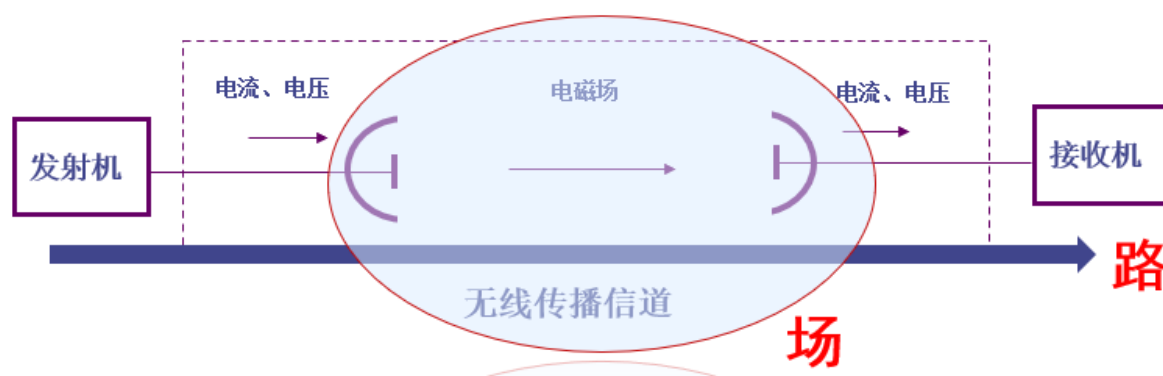 电流、电压
电磁场
电流、电压
发射机
接收机
无线传播信道
路
场